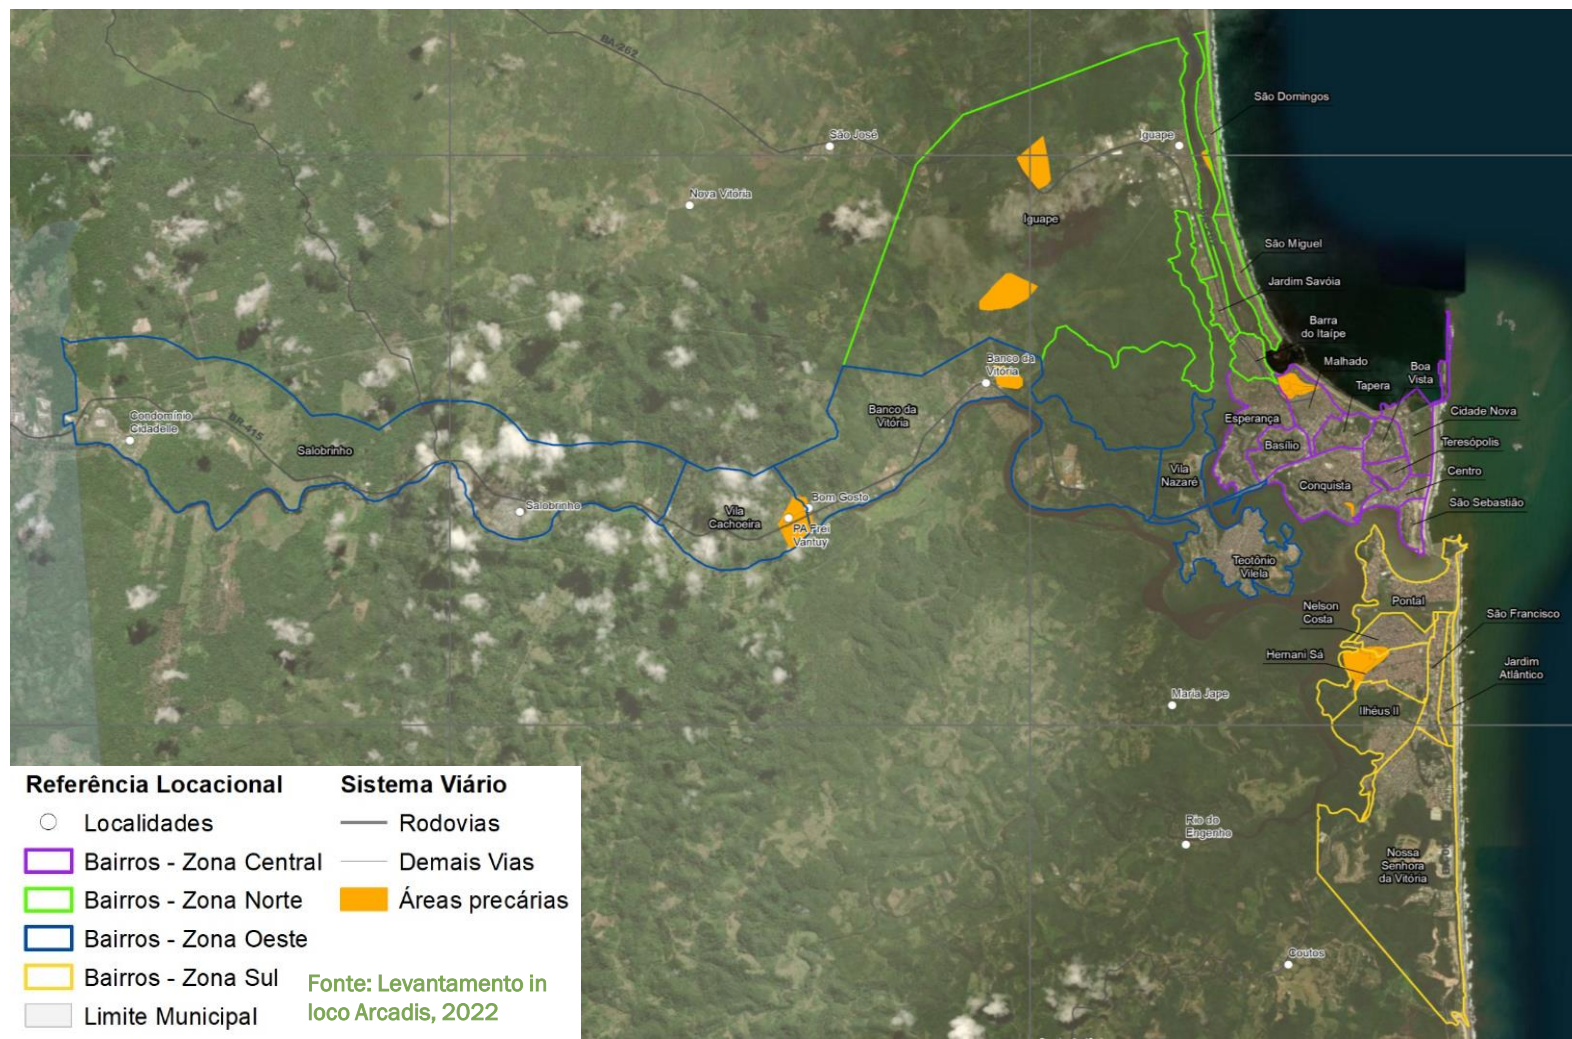 BA-262
São Domingos
São José
Iguape
Nova Vitória
Iguape
São Miguel
Jardim Savóia
Barra
do Itaípe
Malhado
Boa
Vista
Tapera
Banco da
Vitória
Cidade Nova
Banco da
Vitória
Esperança
Condomínio
Cidadelle
BR-415
Salobrinho
Basílio
Teresópolis
Vila
Nazaré
Centro
Conquista
Bom Gosto
São Sebastião
Salobrinho
Vila
Cachoeira
PA Frei
Vantuy
Teotônio
Vilela
Pontal
Nelson
Costa
São Francisco
Hernani Sá
Jardim
Atlântico
Maria Jape
Ilhéus II
Rio do
Engenho
Nossa
Senhora
da Vitória
Coutos
Referência Locacional
Localidades
Bairros - Zona Central
Bairros - Zona Norte
Bairros - Zona Oeste
Bairros - Zona Sul
Limite Municipal
Sistema Viário
Rodovias
Demais Vias
Áreas precárias
Fonte: Levantamento in
loco Arcadis, 2022